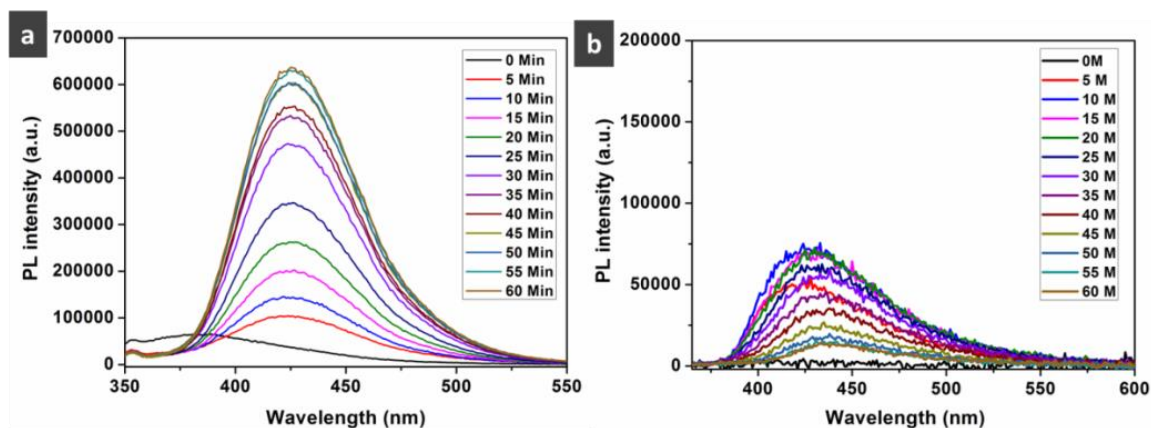 a
PL intensity (a.u.)
700000
600000
500000
400000
300000
200000
100000
0
0 Min
5 Min
10 Min
15 Min
20 Min
25 Min
30 Min
35 Min
40 Min
45 Min
50 Min
55 Min
60 Min
350 400 450 500 550
Wavelength (nm)
b
PL intensity (a.u.)
200000
150000
100000
50000
0
0M
5 M
10 M
15 M
20 M
25 M
30 M
35 M
40 M
45 M
50 M
55 M
60 M
400 450 500 550 600
Wavelength (nm)